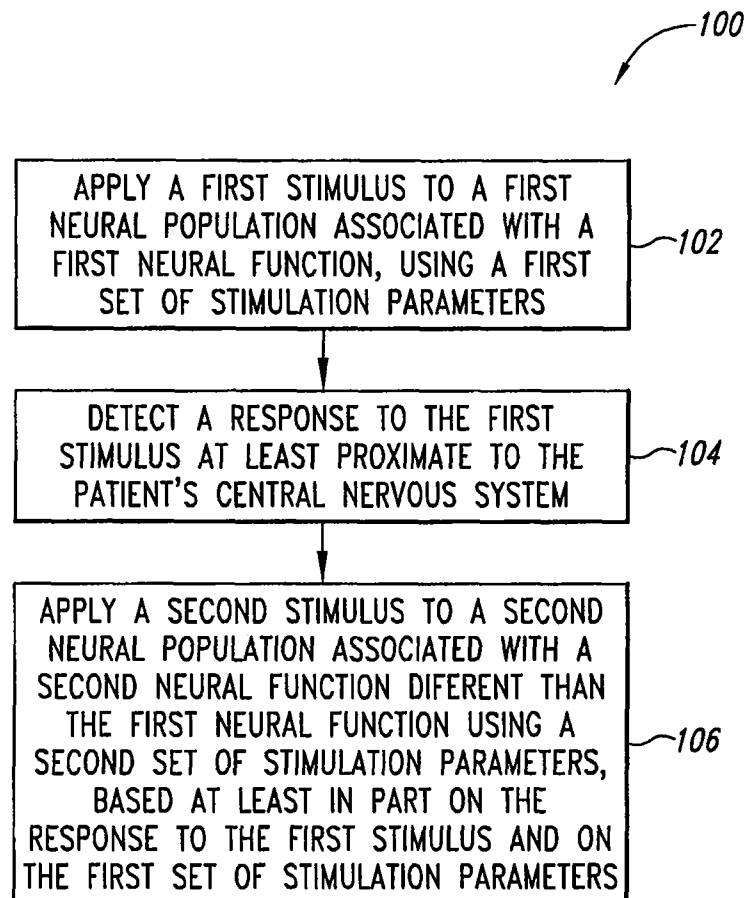 100
APPLY A FIRST STIMULUS TO A FIRST
NEURAL POPULATION ASSOCIATED WITH A
FIRST NEURAL FUNCTION, USING A FIRST
SET OF STIMULATION PARAMETERS
102
DETECT A RESPONSE TO THE FIRST
STIMULUS AT LEAST PROXIMATE TO THE
PATIENT'S CENTRAL NERVOUS SYSTEM
104
APPLY A SECOND STIMULUS TO A SECOND
NEURAL POPULATION ASSOCIATED WITH A
SECOND NEURAL FUNCTION DIFERENT THAN
THE FIRST NEURAL FUNCTION USING A
SECOND SET OF STIMULATION PARAMETERS,
BASED AT LEAST IN PART ON THE
RESPONSE TO THE FIRST STIMULUS AND ON
THE FIRST SET OF STIMULATION PARAMETERS
106